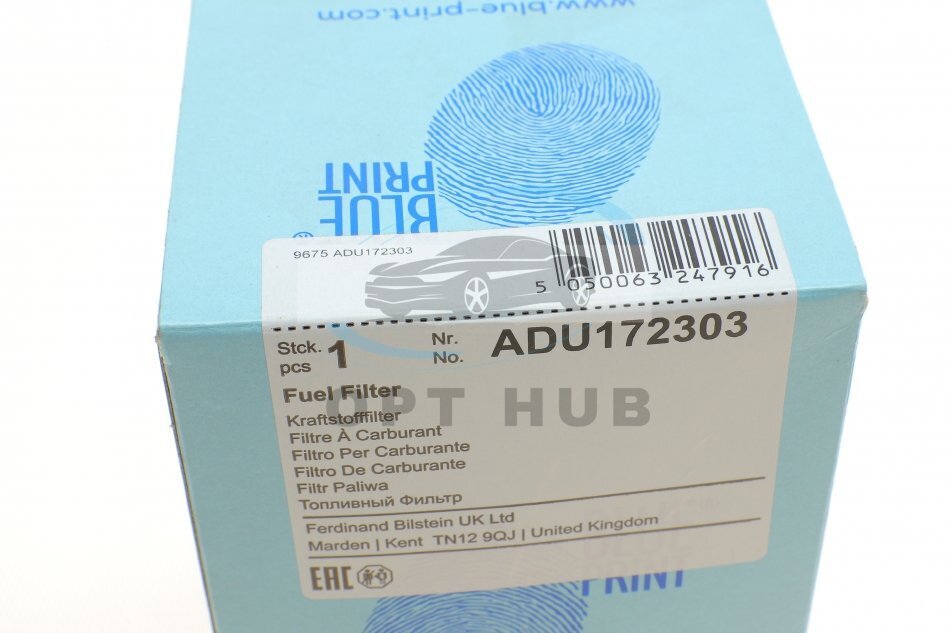 www.blue-print.com
BLUE
PRINT
®
9675 ADU172303
5 050063 247916
Stck. 1 Nr. ADU172303
pcs No.
Fuel Filter
OPT HUB
Kraftstofffilter
Filtre À Carburant
Filtro Per Carburante
Filtro De Carburante
Filtr Paliwa
Топливный Фильтр
Ferdinand Bilstein UK Ltd
Marden | Kent TN12 9QJ | United Kingdom
EAC
BLUE
PRINT